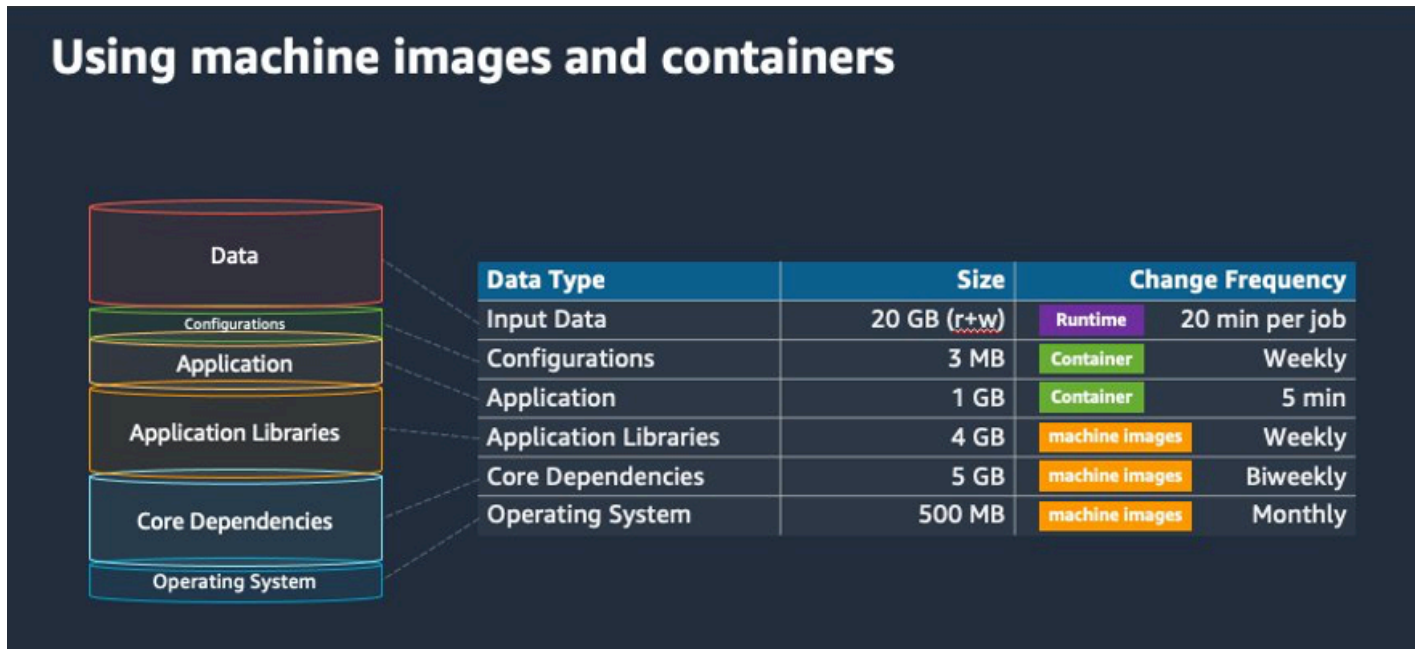 Using machine images and containers
Data
Configurations
Application
Application Libraries
Core Dependencies
Operating System
Data Type Size Change Frequency
Input Data 20 GB (r+w) Runtime 20 min per job
Configurations 3 MB Container Weekly
Application 1 GB Container 5 min
Application Libraries 4 GB machine images Weekly
Core Dependencies 5 GB machine images Biweekly
Operating System 500 MB machine images Monthly